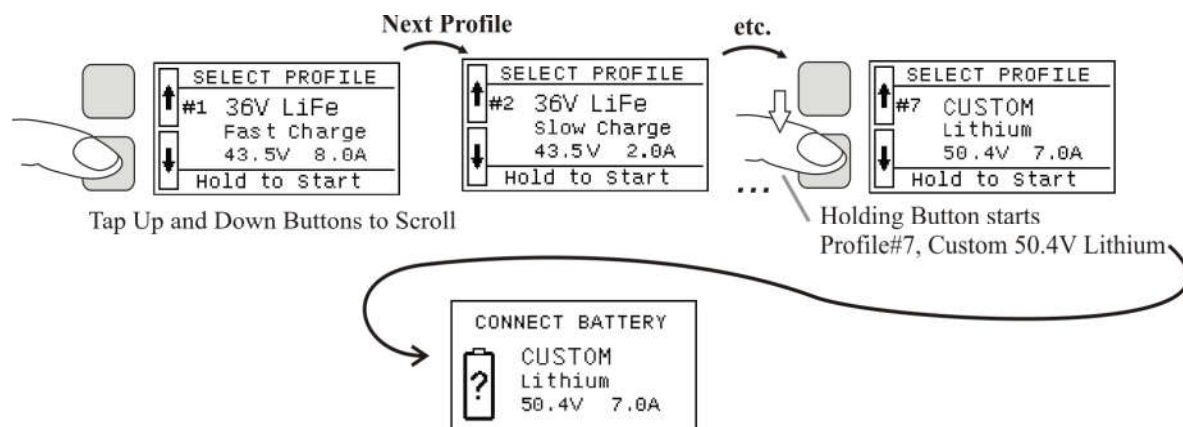 Next Profile
etc.
SELECT PROFILE
#1 36V LiFe
Fast Charge
43.5V 8.0A
Hold to Start
SELECT PROFILE
#2 36V LiFe
Slow Charge
43.5V 2.0A
Hold to Start
...
SELECT PROFILE
#7 CUSTOM
Lithium
50.4V 7.0A
Hold to Start
Tap Up and Down Buttons to Scroll
Holding Button starts
Profile#7, Custom 50.4V Lithium
CONNECT BATTERY
CUSTOM
?
Lithium
50.4V 7.0A